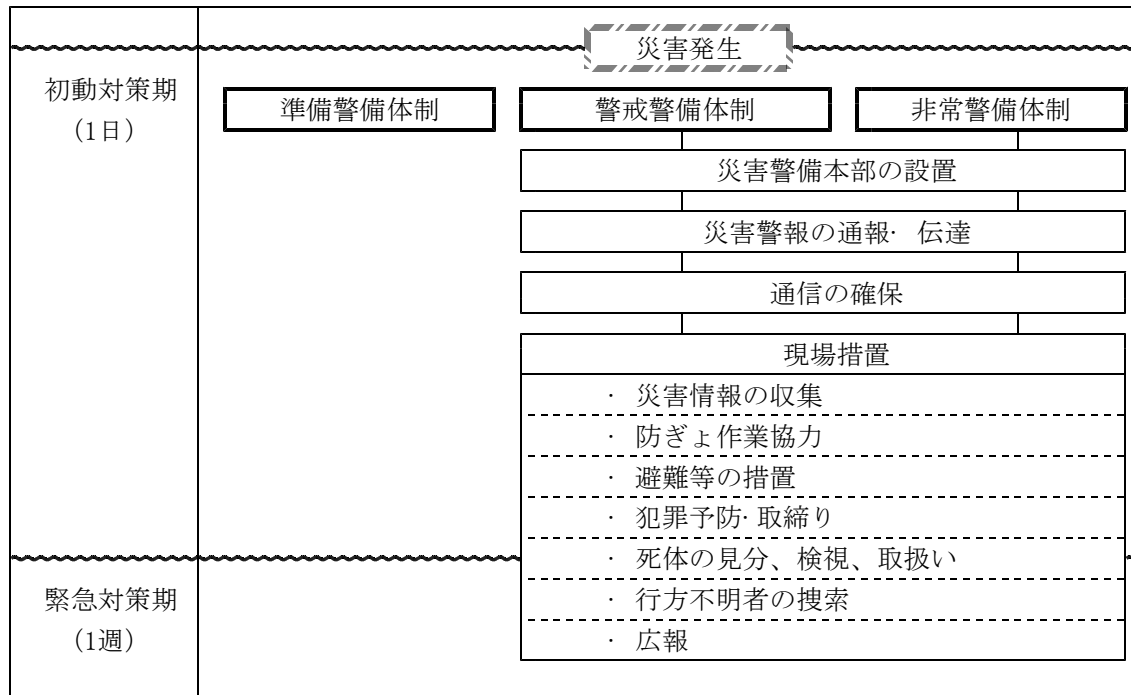 災害発生
初動対策期
(1日)
準備警備体制
警戒警備体制
非常警備体制
災害警備本部の設置
災害警報の通報・ 伝達
通信の確保
現場措置
・ 災害情報の収集
・ 防ぎょ作業協力
・ 避難等の措置
・ 犯罪予防・取締り
・ 死体の見分、検視、取扱い
緊急対策期
(1週)
・ 行方不明者の捜索
・ 広報